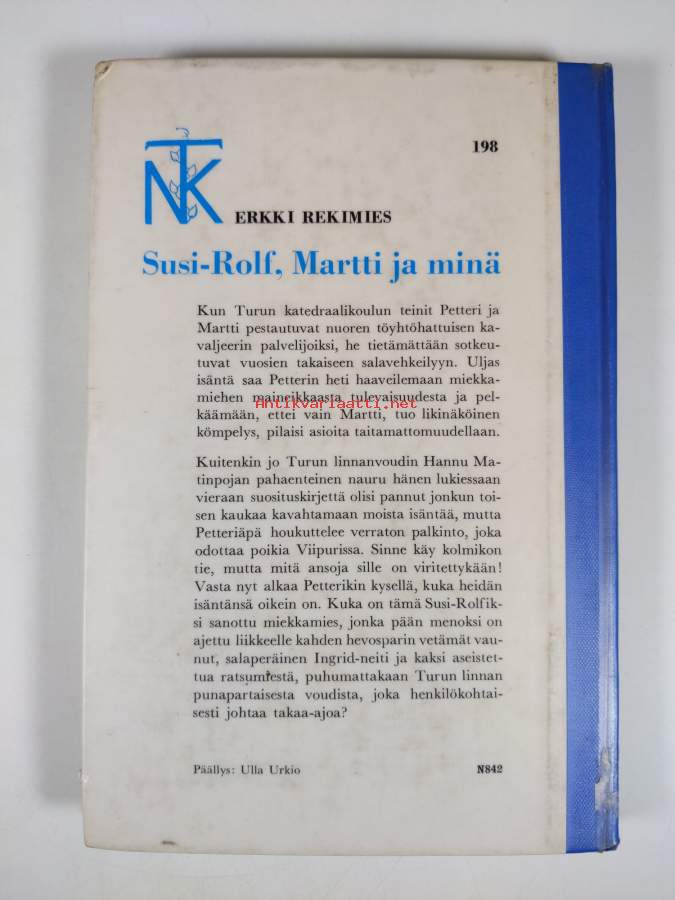 198
NTK
ERKKI REKIMIES
Susi-Rolf, Martti ja minä
Kun Turun katedraalikoulun teinit Petteri ja
Martti pestautuvat nuoren töyhtöhattuisen ka-
valjeerin palvelijoiksi, he tietämättään sotkeu-
tuvat vuosien takaiseen salavehkeilyyn. Uljas
isäntä saa Petterin heti haaveilemaan miekka-
miehen maineikkaasta tulevaisuudesta ja pel-
Antikvariaatti.net
käämään, ettei vain Martti, tuo likinäköinen
kömpelys, pilaisi asioita taitamattomuudellaan.
Kuitenkin jo Turun linnanvoudin Hannu Ma-
tinpojan pahaenteinen nauru hänen lukiessaan
vieraan suosituskirjettä olisi pannut jonkun toi-
sen kaukaa kavahtamaan moista isäntää, mutta
Petteriäpä houkuttelee verraton palkinto, joka
odottaa poikia Viipurissa. Sinne käy kolmikon
tie, mutta mitä ansoja sille on viritettykään!
Vasta nyt alkaa Petterikin kysellä, kuka heidän
isäntänsä oikein on. Kuka on tämä Susi-Rolfik-
si sanottu miekkamies, jonka pään menoksi on
ajettu liikkeelle kahden hevosparin vetämät vau-
nut, salaperäinen Ingrid-neiti ja kaksi aseistet-
tua ratsumiestä, puhumattakaan Turun linnan
punapartaisesta voudista, joka henkilökohtai-
sesti johtaa takaa-ajoa?
Päällys: Ulla Urkio
N842